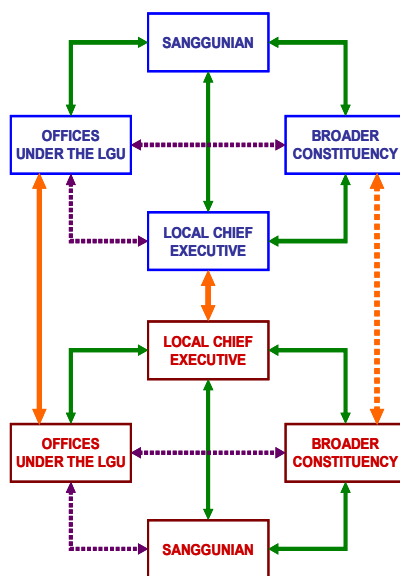 SANGGUNIAN
OFFICES
UNDER THE LGU
BROADER
CONSTITUENCY
LOCAL CHIEF
EXECUTIVE
LOCAL CHIEF
EXECUTIVE
OFFICES
UNDER THE LGU
BROADER
CONSTITUENCY
SANGGUNIAN